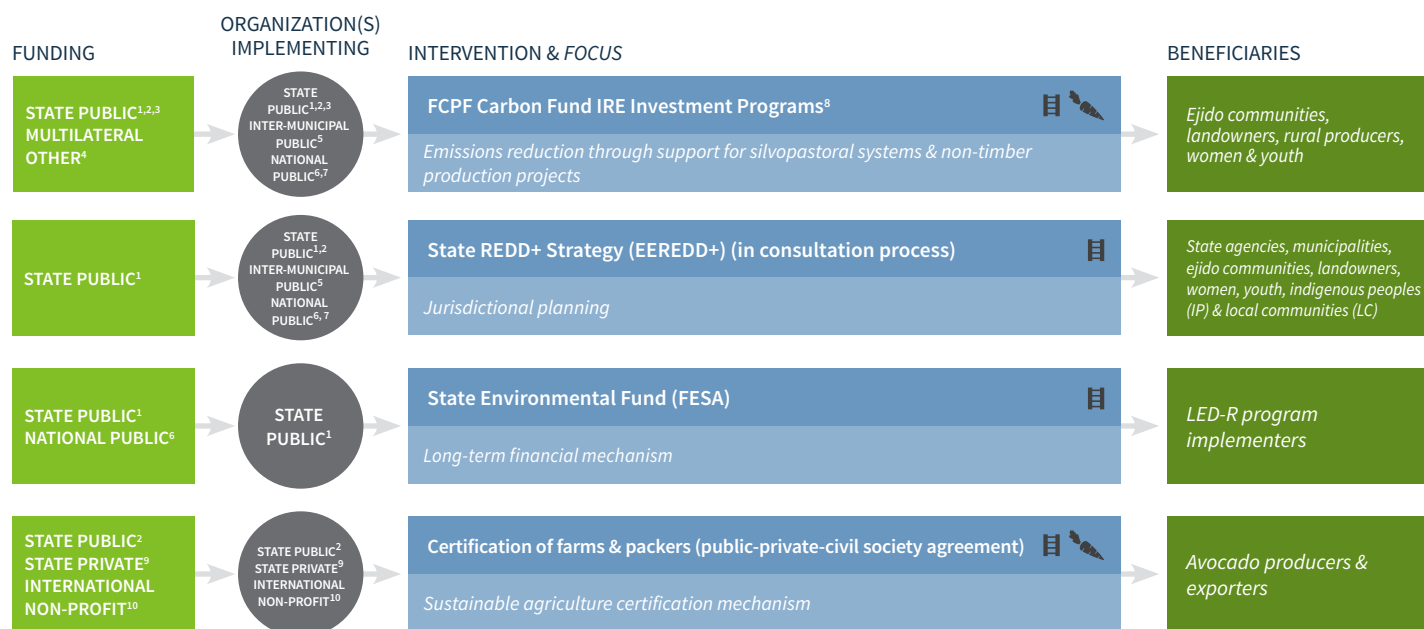 FUNDING
ORGANIZATION(S)
IMPLEMENTING
INTERVENTION & FOCUS
BENEFICIARIES
STATE PUBLIC1,2,3
MULTILATERAL
OTHER4
STATE
PUBLIC1,2,3
INTER-MUNICIPAL
PUBLIC5
NATIONAL
PUBLIC6,7
FCPF Carbon Fund IRE Investment Programs8
Emissions reduction through support for silvopastoral systems & non-timber
production projects
Ejido communities,
landowners, rural producers,
women & youth
STATE PUBLIC1
STATE
PUBLIC1,2
INTER-MUNICIPAL
PUBLIC5
NATIONAL
PUBLIC6, 7
State REDD+ Strategy (EEREDD+) (in consultation process)
Jurisdictional planning
State agencies, municipalities,
ejido communities, landowners,
women, youth, indigenous peoples
(IP) & local communities (LC)
STATE PUBLIC1
NATIONAL PUBLIC6
STATE
PUBLIC1
State Environmental Fund (FESA)
Long-term financial mechanism
LED-R program
implementers
STATE PUBLIC2
STATE PRIVATE9
INTERNATIONAL
NON-PROFIT10
STATE PUBLIC2
STATE PRIVATE9
INTERNATIONAL
NON-PROFIT10
Certification of farms & packers (public-private-civil society agreement)
Sustainable agriculture certification mechanism
Avocado producers &
exporters